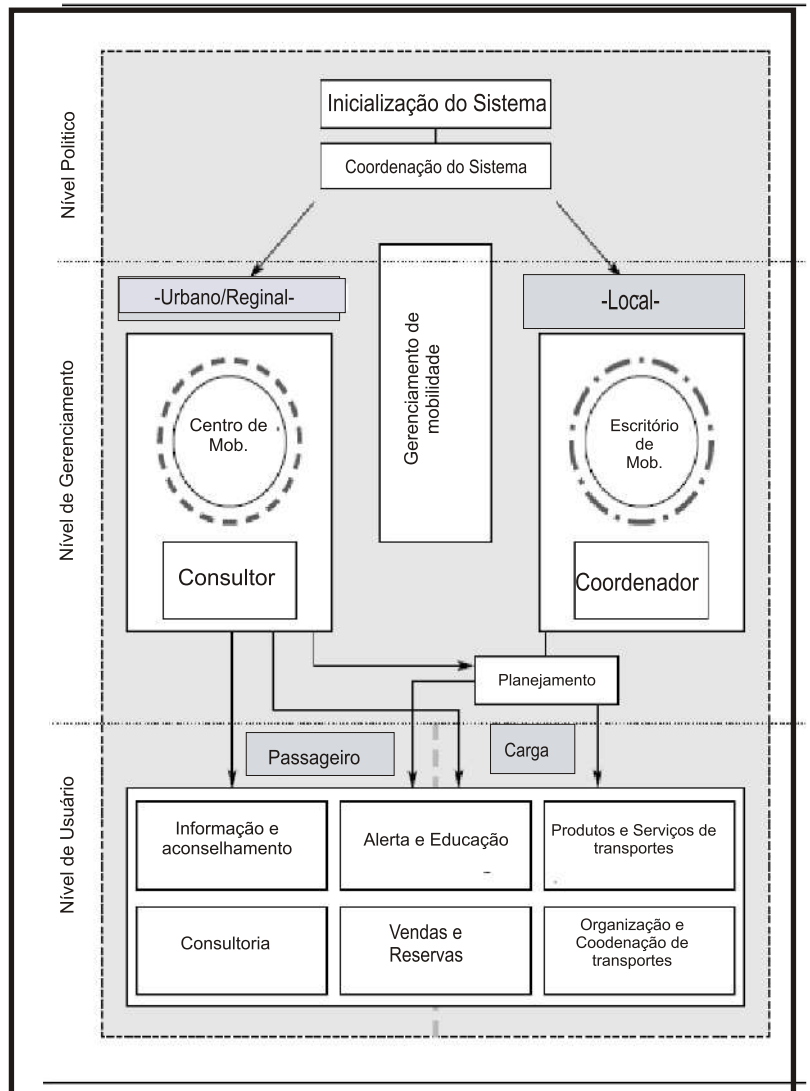 Nível Politico
Inicialização do Sistema
Coordenação do Sistema
Nível de Gerenciamento
-Urbano/Reginal-
-Local-
Gerenciamento de
mobilidade
Centro de
Mob.
Consultor
Escritório
de
Mob.
Coordenador
Planejamento
Nível de Usuário
Passageiro
Carga
Informação e
aconselhamento
Alerta e Educação
Produtos e Serviços de
transportes
Consultoria
Vendas e
Reservas
Organização e
Coodenação de
transportes